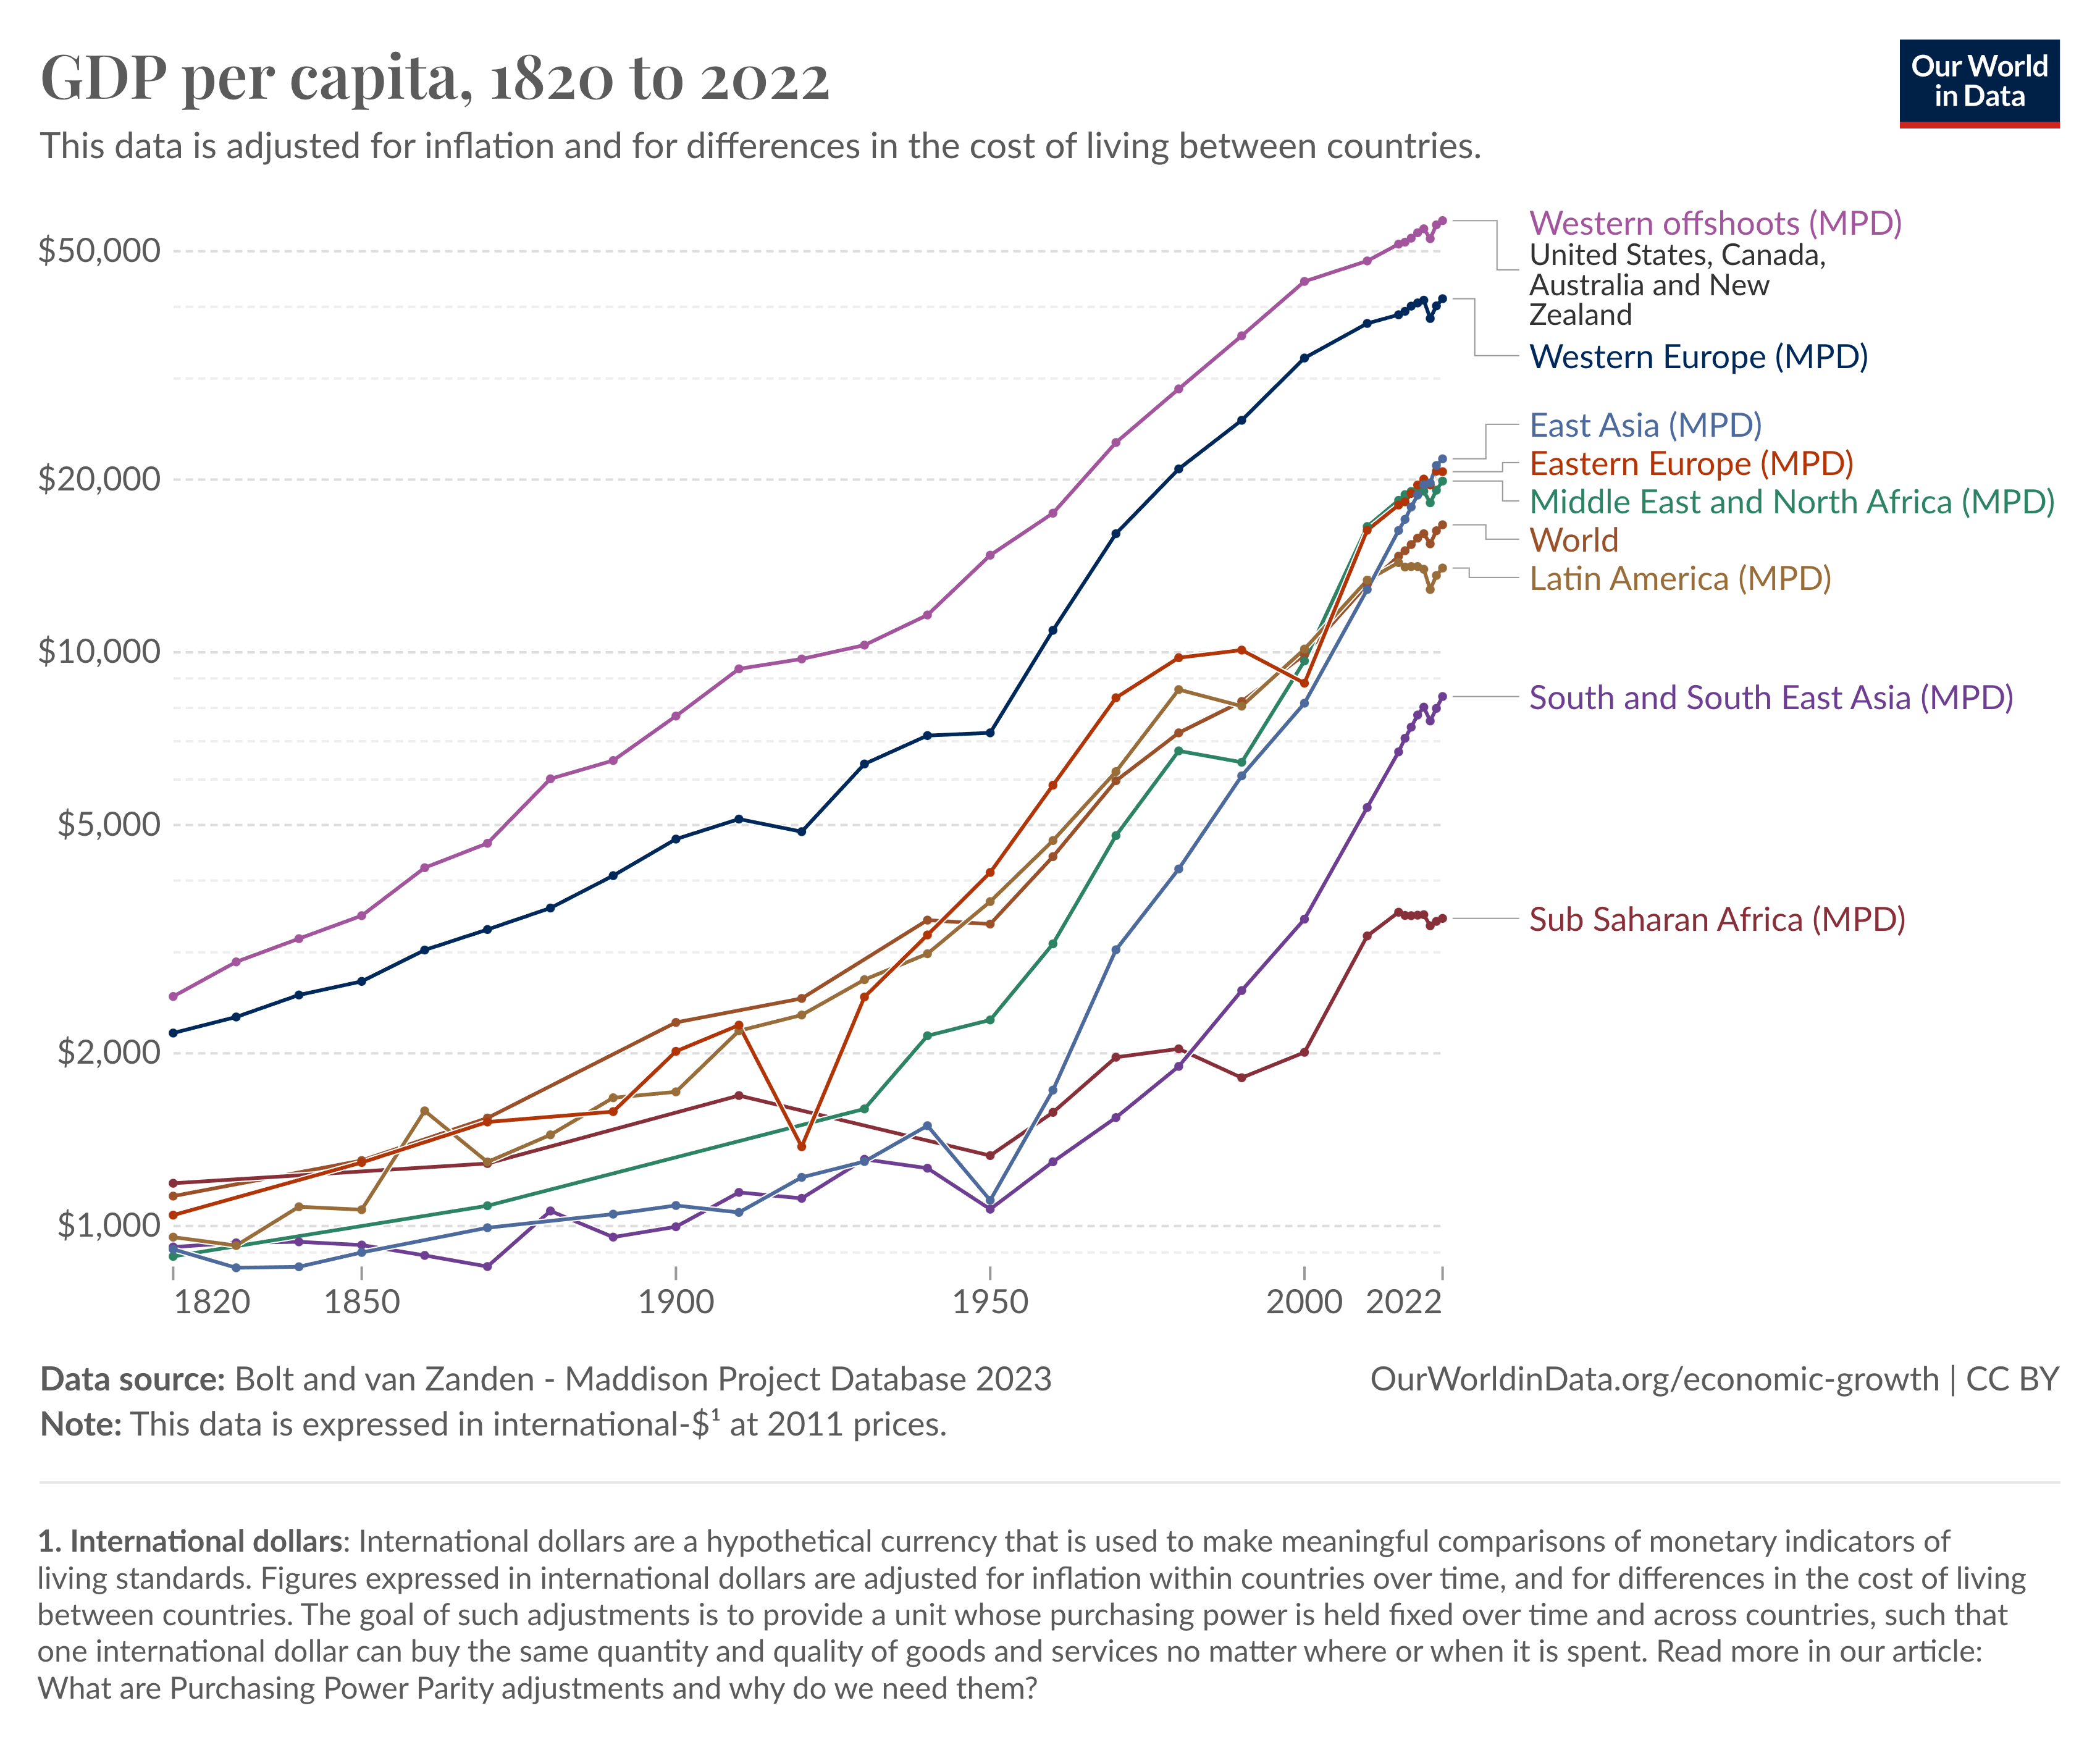 GDP per capita, 1820 to 2022
Our World
in Data
This data is adjusted for inflation and for differences in the cost of living between countries.
$50,000
$20,000
$10,000
$5,000
$2,000
$1,000
Western offshoots (MPD)
United States, Canada,
Australia and New
Zealand
Western Europe (MPD)
East Asia (MPD)
Eastern Europe (MPD)
Middle East and North Africa (MPD)
World
Latin America (MPD)
South and South East Asia (MPD)
Sub Saharan Africa (MPD)
1820 1850 1900 1950 2000 2022
Data source: Bolt and van Zanden - Maddison Project Database 2023
OurWorldinData.org/economic-growth | CC BY
Note: This data is expressed in international-$¹ at 2011 prices.
1. International dollars: International dollars are a hypothetical currency that is used to make meaningful comparisons of monetary indicators of
living standards. Figures expressed in international dollars are adjusted for inflation within countries over time, and for differences in the cost of living
between countries. The goal of such adjustments is to provide a unit whose purchasing power is held fixed over time and across countries, such that
one international dollar can buy the same quantity and quality of goods and services no matter where or when it is spent. Read more in our article:
What are Purchasing Power Parity adjustments and why do we need them?